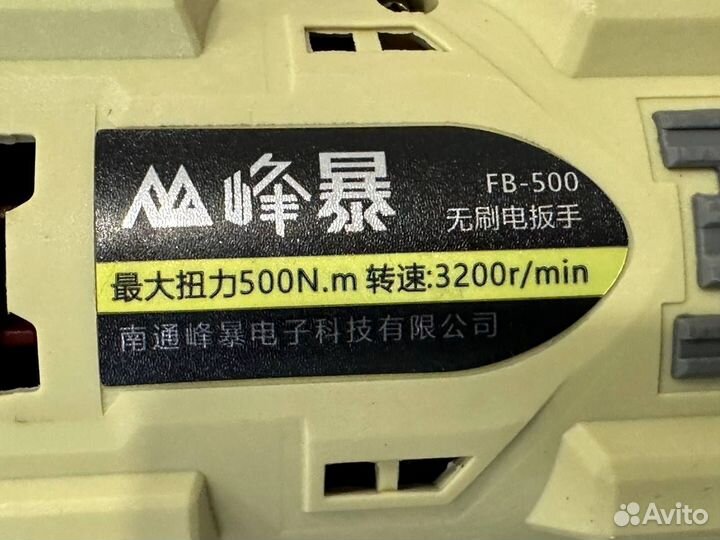 峰暴
FB-500
无刷电扳手
最大扭力500N.m 转速:3200r/min
南通峰暴电子科技有限公司
Avito